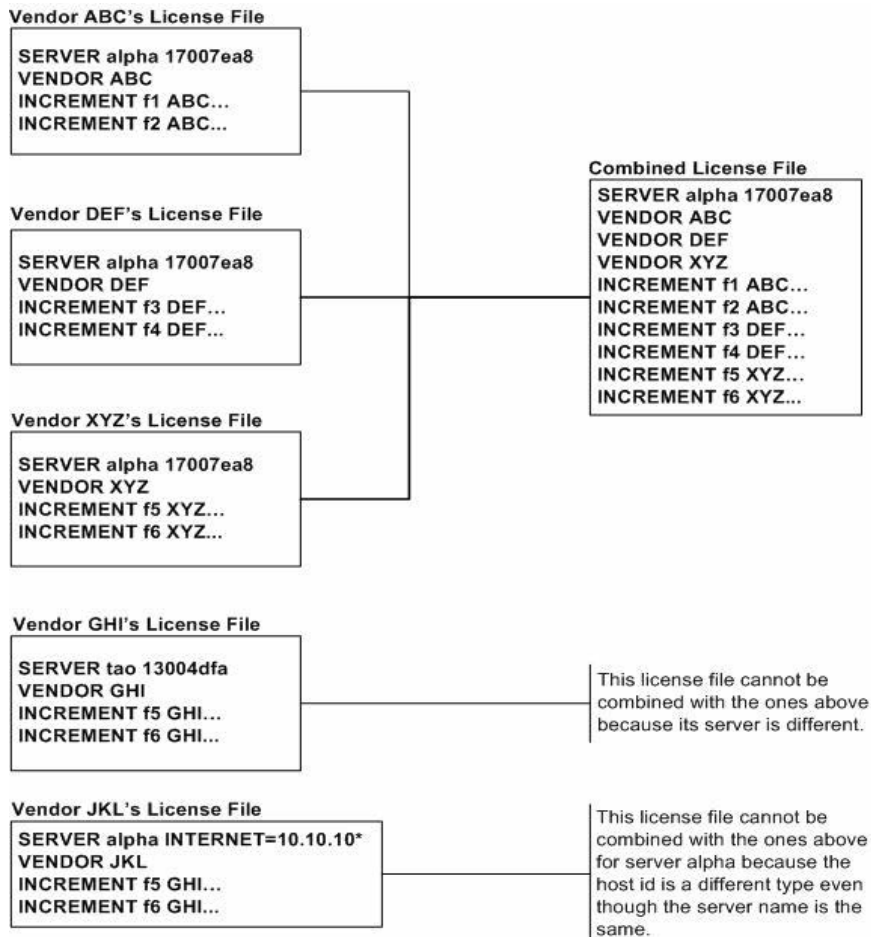 Vendor ABC's License File
SERVER alpha 17007ea8
VENDOR ABC
INCREMENT f1 ABC...
INCREMENT f2 ABC...
Vendor DEF's License File
SERVER alpha 17007ea8
VENDOR DEF
INCREMENT f3 DEF...
INCREMENT f4 DEF...
Vendor XYZ's License File
SERVER alpha 17007ea8
VENDOR XYZ
INCREMENT f5 XYZ...
INCREMENT f6 XYZ...
Combined License File
SERVER alpha 17007ea8
VENDOR ABC
VENDOR DEF
VENDOR XYZ
INCREMENT f1 ABC...
INCREMENT f2 ABC...
INCREMENT f3 DEF...
INCREMENT f4 DEF...
INCREMENT f5 XYZ...
INCREMENT f6 XYZ...
Vendor GHI's License File
SERVER tao 13004dfa
VENDOR GHI
INCREMENT f5 GHI...
INCREMENT f6 GHI...
This license file cannot be
combined with the ones above
because its server is different.
Vendor JKL's License File
SERVER alpha INTERNET=10.10.10*
VENDOR JKL
INCREMENT f5 GHI...
INCREMENT f6 GHI...
This license file cannot be
combined with the ones above
for server alpha because the
host id is a different type even
though the server name is the
same.